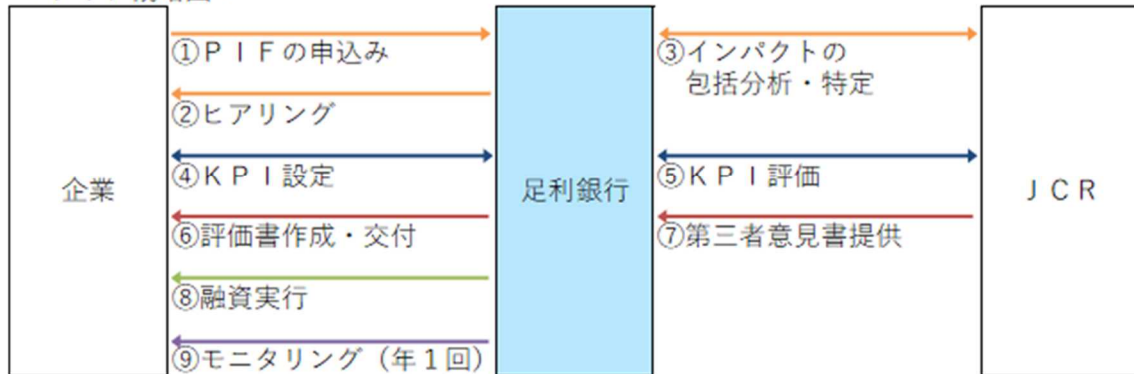 ①ＰＩＦの申込み
③インパクトの
包括分析・特定
②ヒアリング
企業
④ＫＰＩ設定
足利銀行
⑤ＫＰＩ評価
ＪＣＲ
⑥評価書作成・交付
⑦第三者意見書提供
⑧融資実行
⑨モニタリング（年１回）